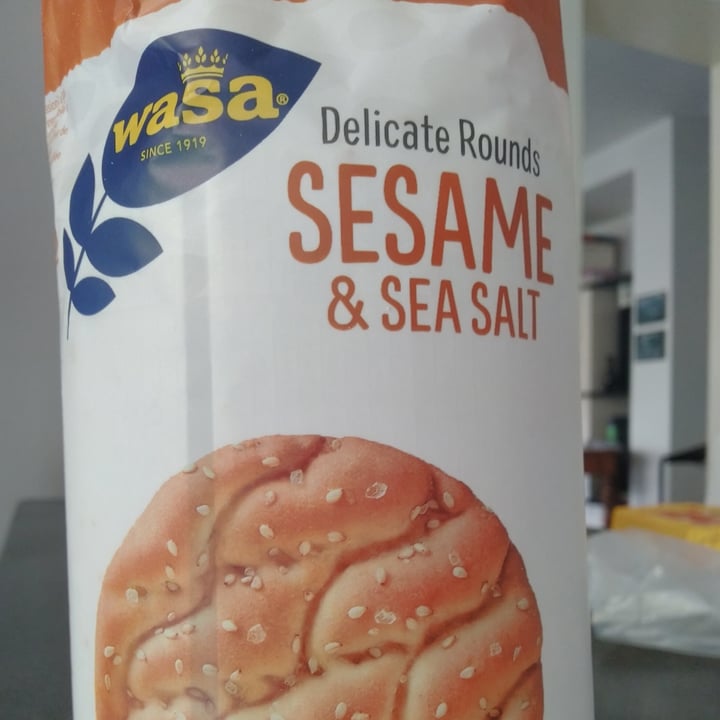 wasa®
SINCE 1919
Delicate Rounds
SESAME
& SEA SALT